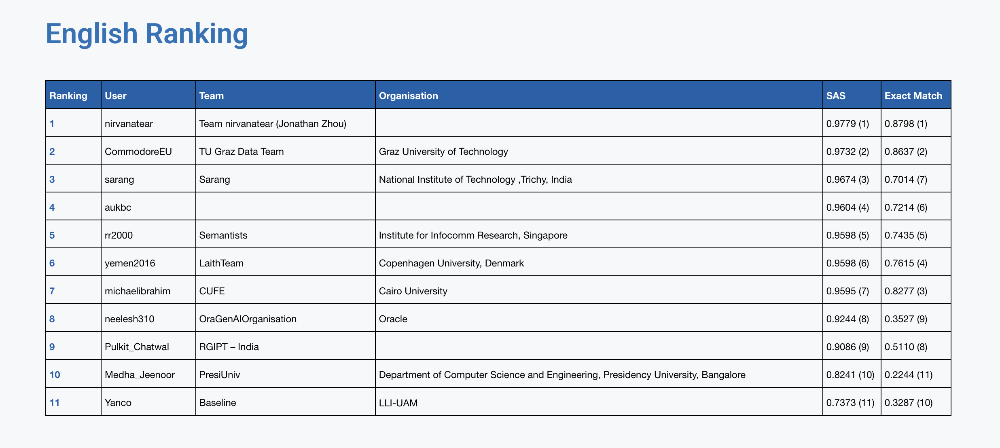 English Ranking
Ranking User Team Organisation SAS Exact Match
1 nirvanatear Team nirvanatear (Jonathan Zhou) 0.9779 (1) 0.8798 (1)
2 CommodoreEU TU Graz Data Team Graz University of Technology 0.9732 (2) 0.8637 (2)
3 sarang Sarang National Institute of Technology ,Trichy, India 0.9674 (3) 0.7014 (7)
4 aukbc 0.9604 (4) 0.7214 (6)
5 rr2000 Semantists Institute for Infocomm Research, Singapore 0.9598 (5) 0.7435 (5)
6 yemen2016 LaithTeam Copenhagen University, Denmark 0.9598 (6) 0.7615 (4)
7 michaelibrahim CUFE Cairo University 0.9595 (7) 0.8277 (3)
8 neelesh310 OraGenAIOrganisation Oracle 0.9244 (8) 0.3527 (9)
9 Pulkit_Chatwal RGIPT – India 0.9086 (9) 0.5110 (8)
10 Medha_Jeenoor PresiUniv Department of Computer Science and Engineering, Presidency University, Bangalore 0.8241 (10) 0.2244 (11)
11 Yanco Baseline LLI-UAM 0.7373 (11) 0.3287 (10)